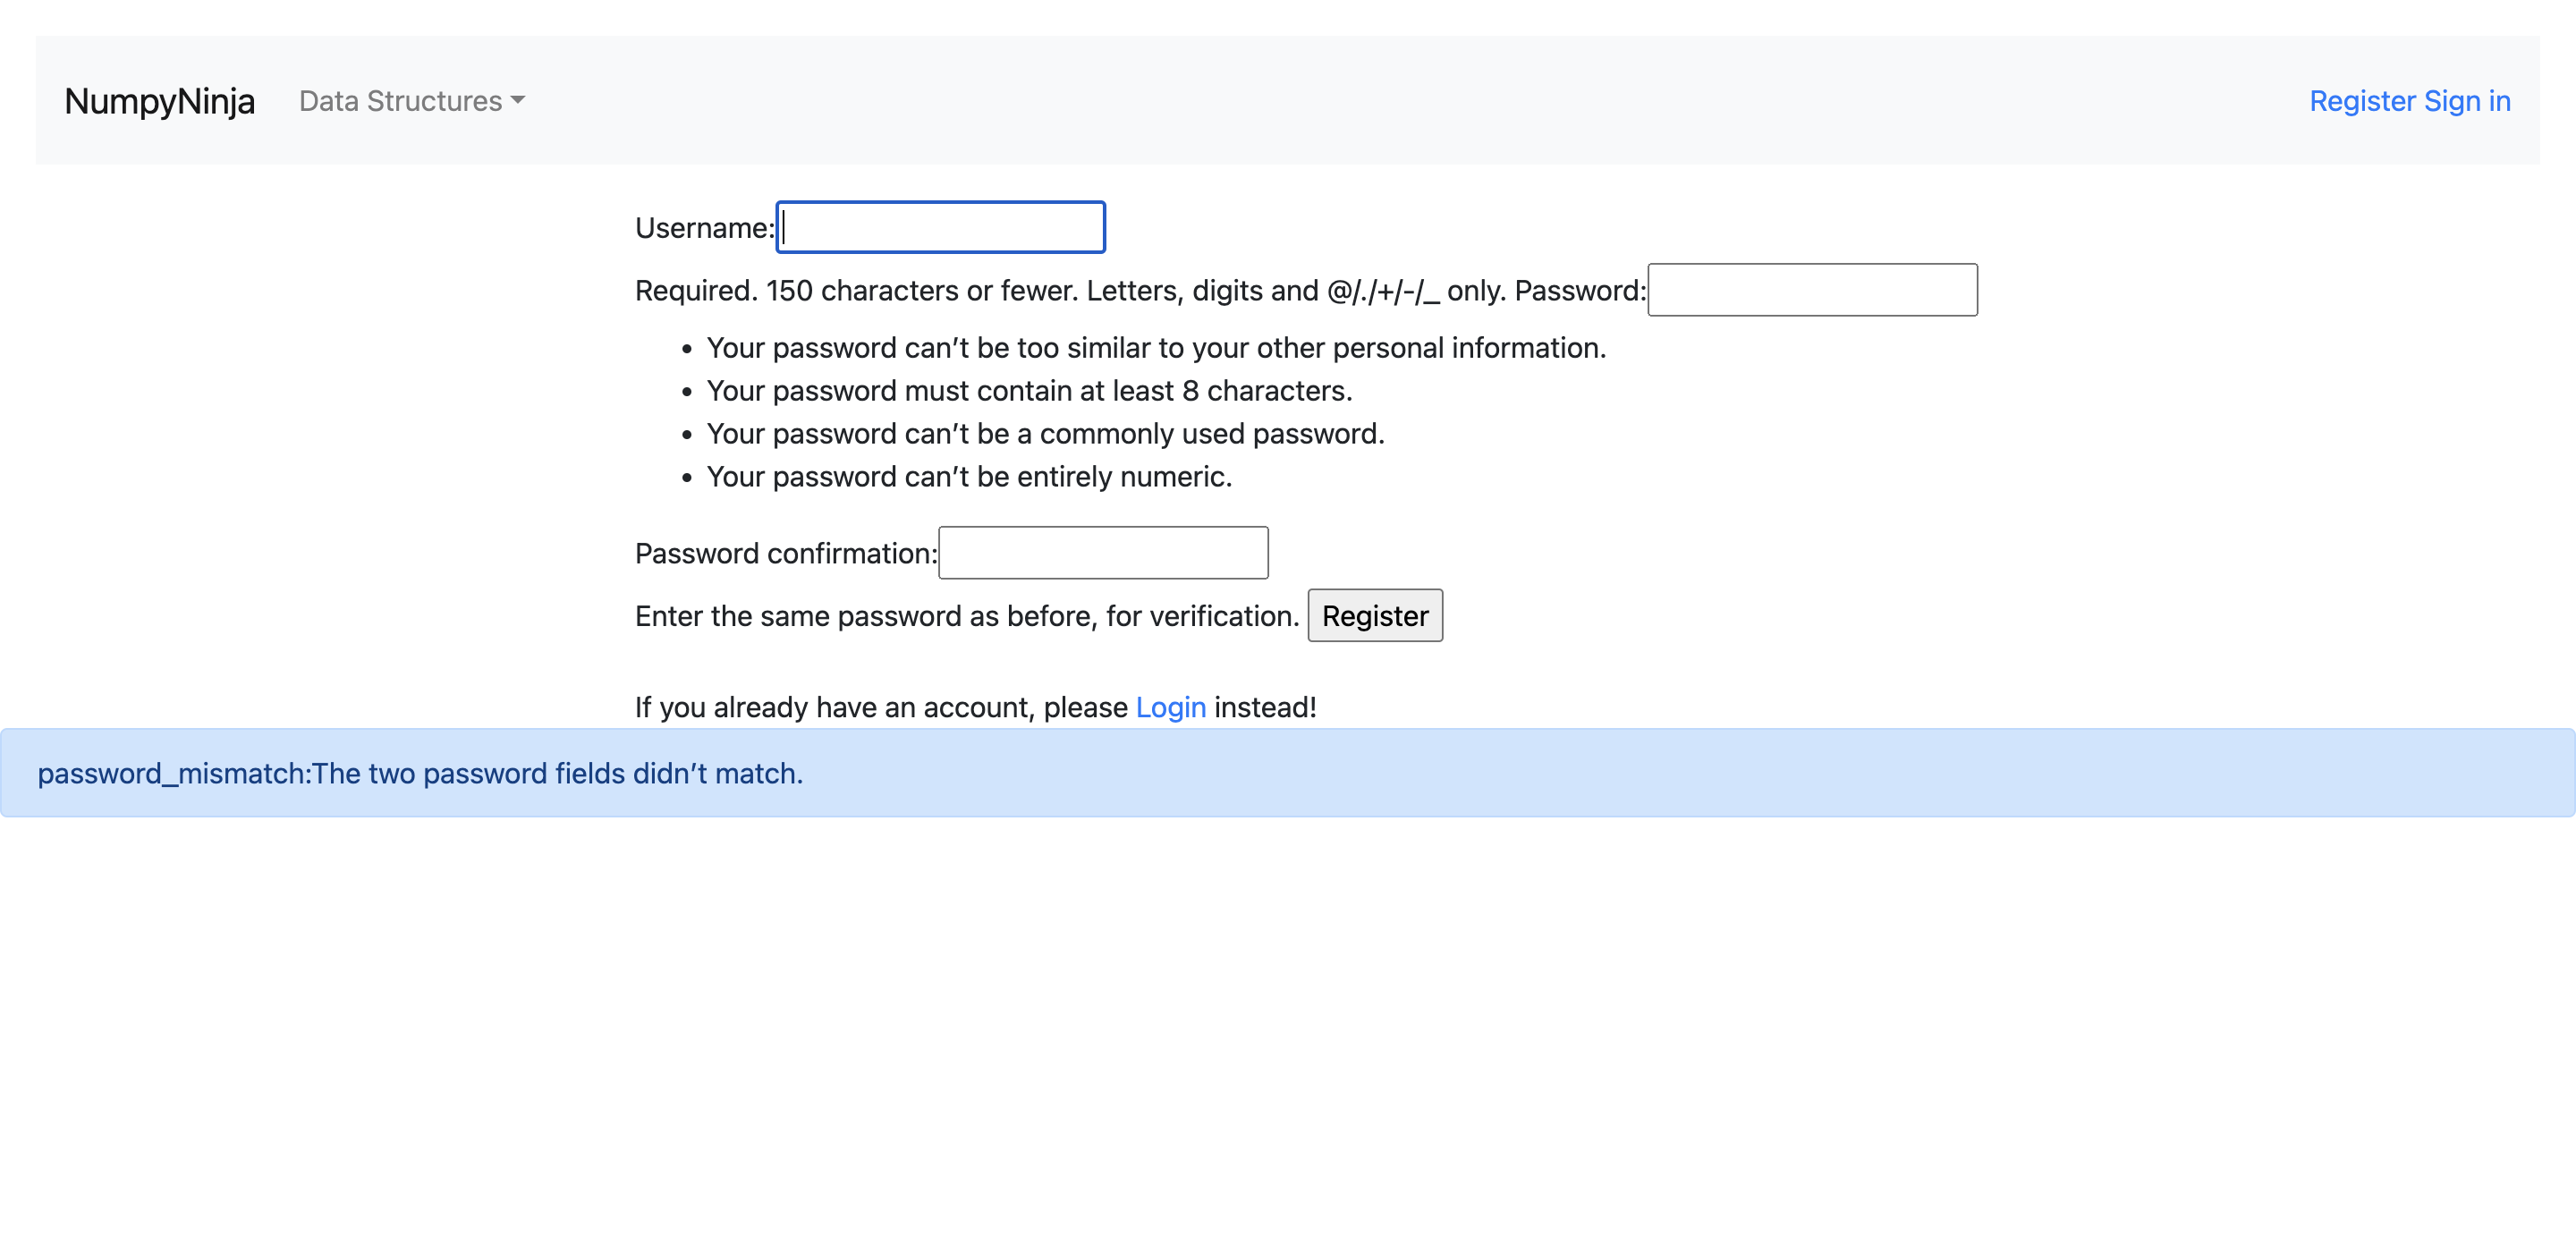 NumpyNinja Data Structures Register Sign in
Username:
Required. 150 characters or fewer. Letters, digits and @/./+/-/_ only. Password:
• Your password can’t be too similar to your other personal information.
• Your password must contain at least 8 characters.
• Your password can’t be a commonly used password.
• Your password can’t be entirely numeric.
Password confirmation:
Enter the same password as before, for verification. Register
If you already have an account, please Login instead!
password_mismatch:The two password fields didn’t match.